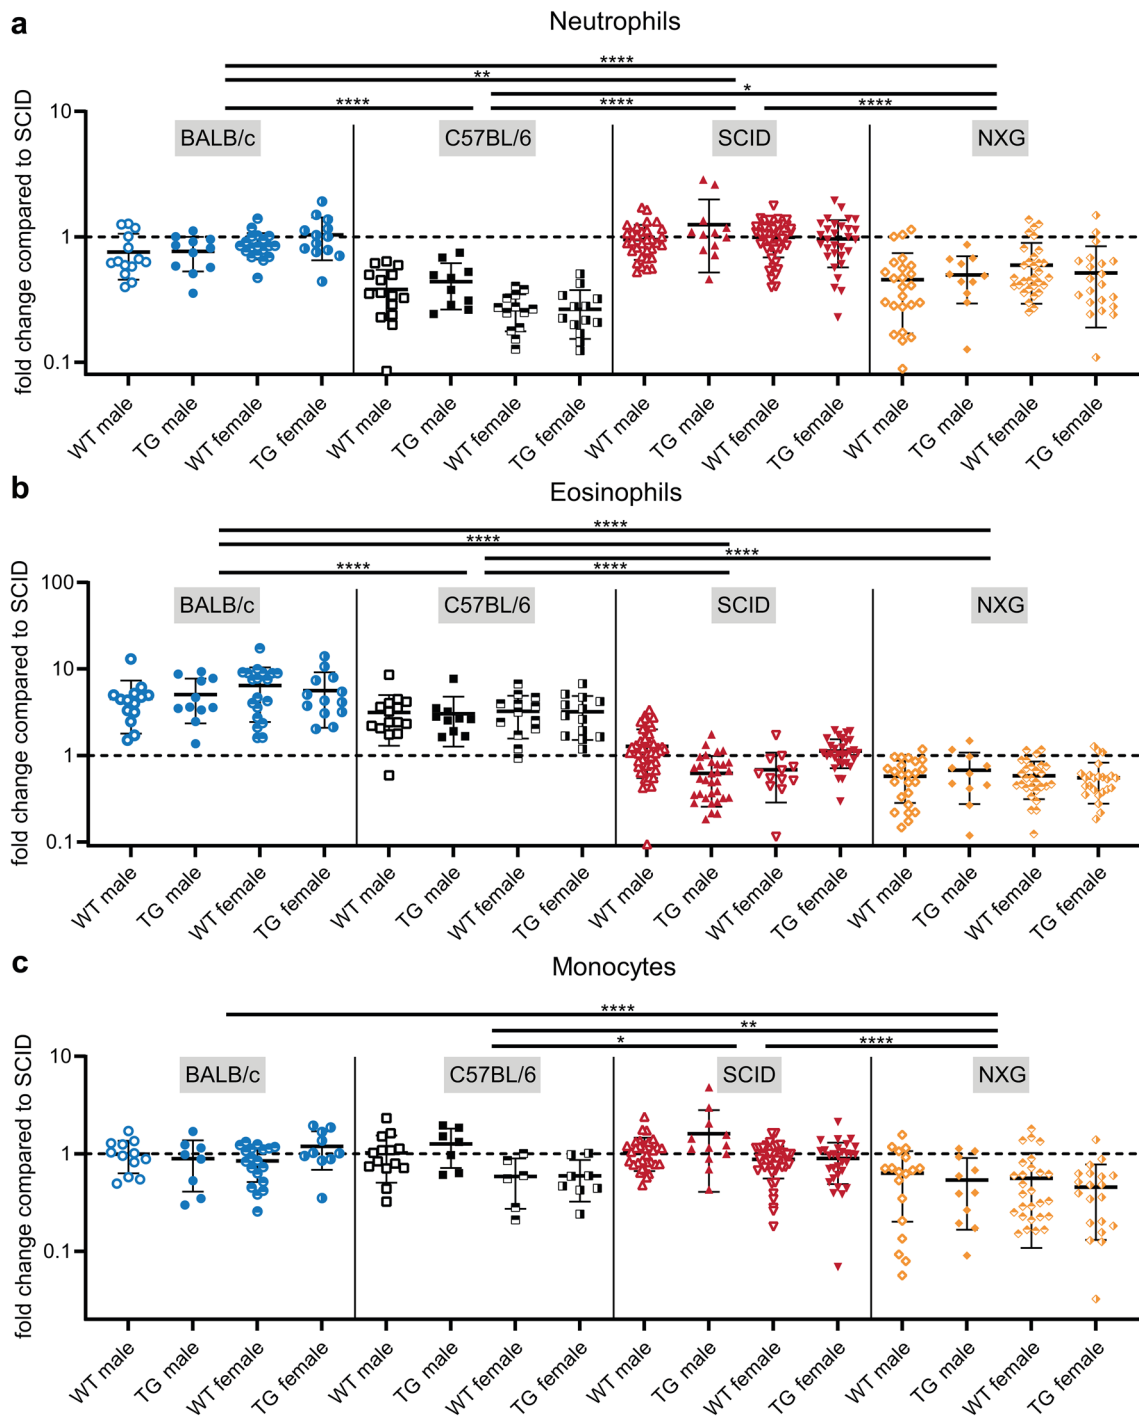 a
Neutrophils
****
**
*
**** **** ****
fold change compared to SCID
10
1
0.1
BALB/c C57BL/6 SCID NXG
WT male TG male WT female TG female WT male TG male WT female TG female WT male TG male WT female TG female WT male TG male WT female TG female
b
Eosinophils
****
****
****
**** ****
fold change compared to SCID
100
10
1
0.1
BALB/c C57BL/6 SCID NXG
WT male TG male WT female TG female WT male TG male WT female TG female WT male TG male WT female TG female WT male TG male WT female TG female
c
Monocytes
****
**
* ****
fold change compared to SCID
10
1
0.1
BALB/c C57BL/6 SCID NXG
WT male TG male WT female TG female WT male TG male WT female TG female WT male TG male WT female TG female WT male TG male WT female TG female